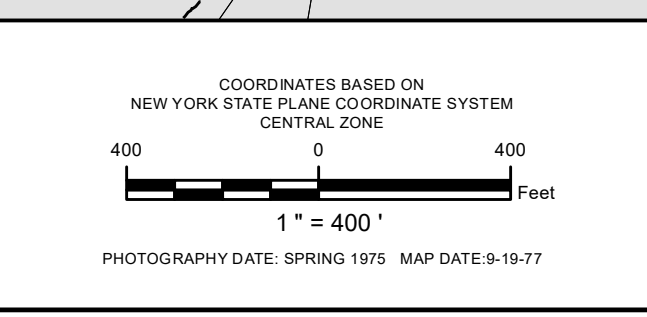 COORDINATES BASED ON
NEW YORK STATE PLANE COORDINATE SYSTEM
CENTRAL ZONE
400 0 400
Feet
1 " = 400 '
PHOTOGRAPHY DATE: SPRING 1975 MAP DATE:9-19-77